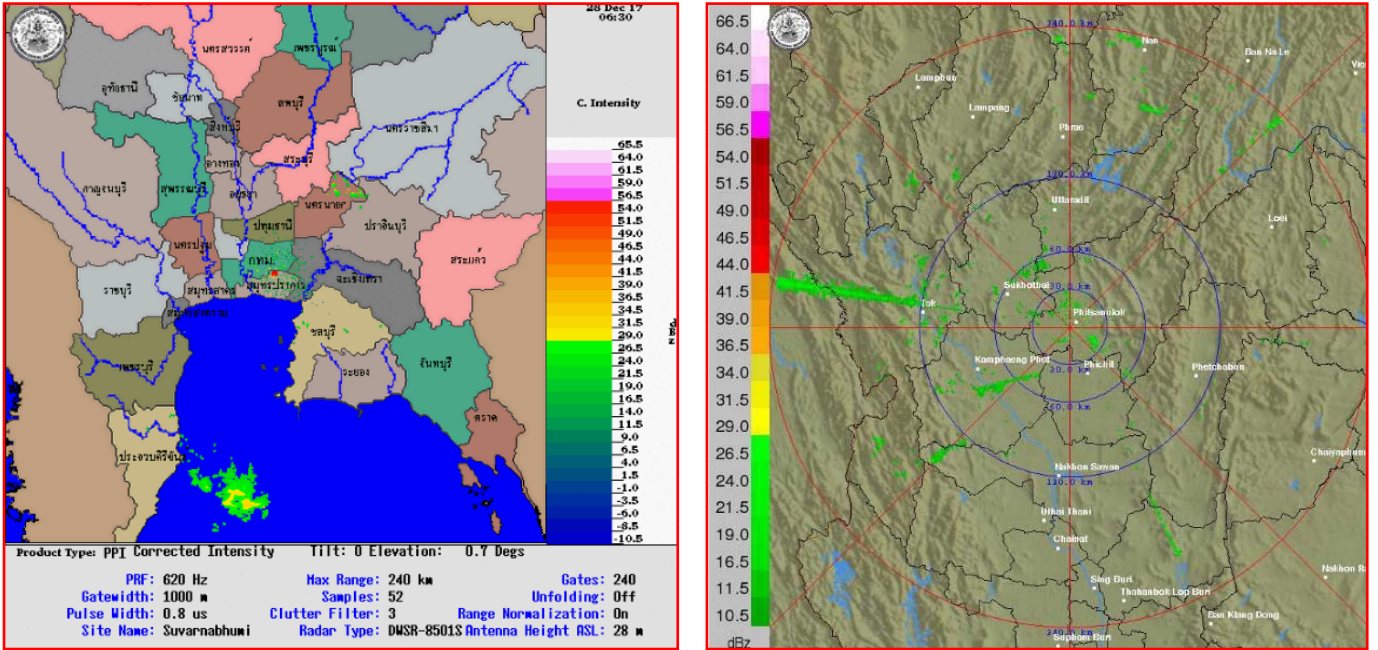 28 Dec 17
06:30
C. Intensity
65.5
64.0
61.5
59.0
56.5
54.0
51.5
49.0
46.5
44.0
41.5
39.0
36.5
34.0
31.5
29.0
26.5
24.0
21.5
19.0
16.5
14.0
11.5
9.0
6.5
4.0
1.5
-1.0
-3.5
-6.0
-8.5
-10.5
นครสวรรค์
เพชรบูรณ์
อุทัยธานี
ชัยนาท
ลพบุรี
สิงห์บุรี
นครราชสีมา
อ่างทอง
สระบุรี
กาญจนบุรี
สุพรรณบุรี
อยุธยา
นครนายก
ปราจีนบุรี
ปทุมธานี
นครปฐม
กทม.
สระแก้ว
ฉะเชิงเทรา
ราชบุรี
สมุทรสาคร
สมุทรปราการ
สมุทรสงคราม
ชลบุรี
เพชรบุรี
ระยอง
จันทบุรี
ตราด
ประจวบคีรีขันธ์
Product Type: PPI Corrected Intensity Tilt: 0 Elevation: 0.7 Degs
PRF: 620 Hz Max Range: 240 km Gates: 240
Gatewidth: 1000 m Samples: 52 Unfolding: Off
Pulse Width: 0.8 us Clutter Filter: 3 Range Normalization: On
Site Name: Suvarnabhumi Radar Type: DWSR-8501S Antenna Height ASL: 28 m
66.5
64.0
61.5
59.0
56.5
54.0
51.5
49.0
46.5
44.0
41.5
39.0
36.5
34.0
31.5
29.0
26.5
24.0
21.5
19.0
16.5
14.0
11.5
10.5
dBz
240.0 km
Nan
Ban Na Le
Lamphun
Lampang
Phrae
120.0 km
Uttaradit
Loei
60.0 km
30.0 km
Sukhothai
Tak
Phitsanulok
Kamphaeng Phet
Phichit
30.0 km
Phetchabun
60.0 km
Chaiyaphum
Nakhon Sawan
120.0 km
Uthai Thani
Chainat
Sing Buri
Thahanbok Lop Buri
Ban Klang Dong
240.0 km
Suphan Buri